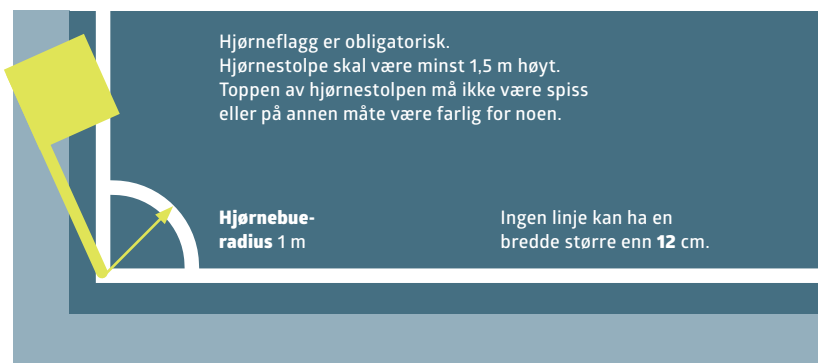 Hjørneflagg er obligatorisk.
Hjørnestolpe skal være minst 1,5 m høyt.
Toppen av hjørnestolpen må ikke være spiss
eller på annen måte være farlig for noen.
Hjørnebue-
radius 1 m
Ingen linje kan ha en
bredde større enn 12 cm.